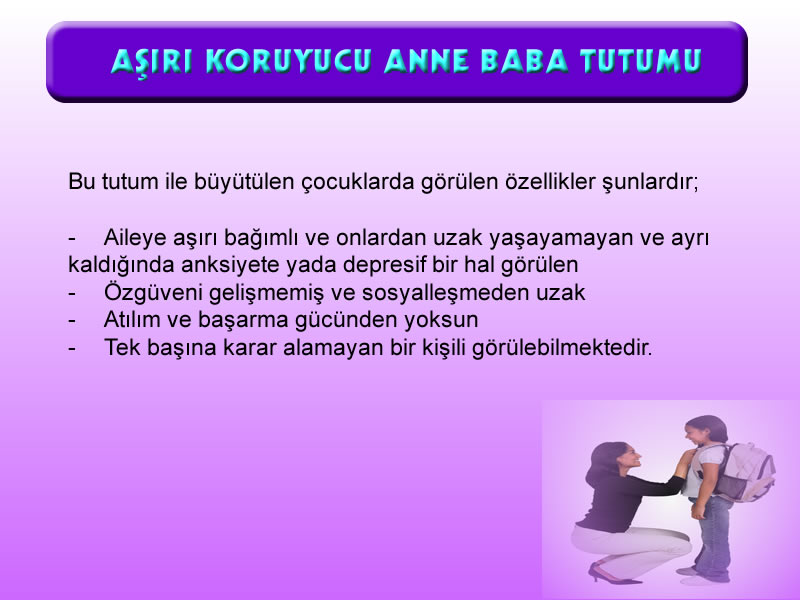 AŞIRI KORUYUCU ANNE BABA TUTUMU
Bu tutum ile büyütülen çocuklarda görülen özellikler şunlardır;
- Aileye aşırı bağımlı ve onlardan uzak yaşayamayan ve ayrı
kaldığında anksiyete yada depresif bir hal görülen
- Özgüveni gelişmemiş ve sosyalleşmeden uzak
- Atılım ve başarma gücünden yoksun
- Tek başına karar alamayan bir kişili görülebilmektedir.